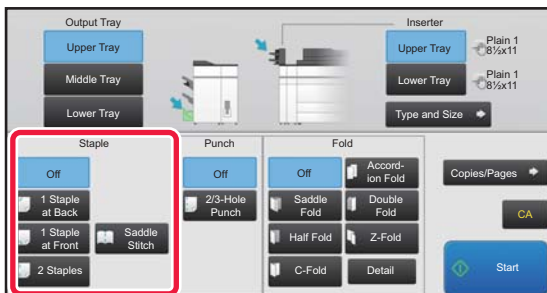 Output Tray
Upper Tray
Middle Tray
Lower Tray
Inserter
Upper Tray
Plain 1
8½x11
Lower Tray
Plain 1
8½x11
Type and Size
Staple
Off
1 Staple
at Back
1 Staple
at Front
Saddle
Stitch
2 Staples
Punch
Off
2/3-Hole
Punch
Fold
Off
Accord-
ion Fold
Saddle
Fold
Double
Fold
Half Fold
Z-Fold
C-Fold
Detail
Copies/Pages
CA
Start